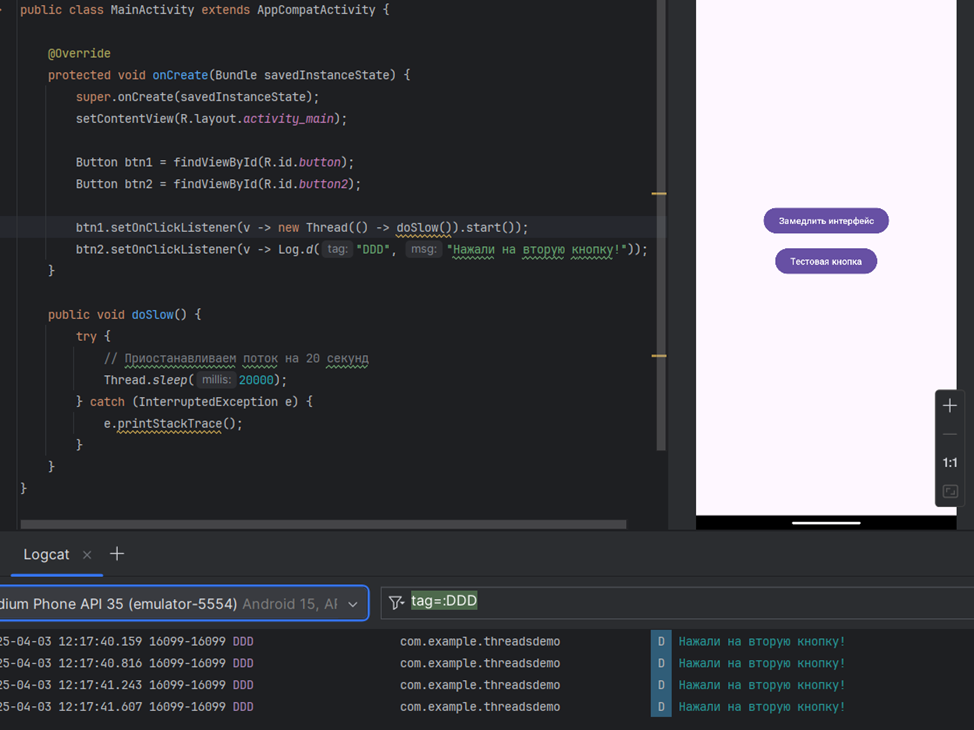 public class MainActivity extends AppCompatActivity {
@Override
protected void onCreate(Bundle savedInstanceState) {
super.onCreate(savedInstanceState);
setContentView(R.layout.activity_main);
Button btn1 = findViewById(R.id.button);
Button btn2 = findViewById(R.id.button2);
btn1.setOnClickListener(v -> new Thread(() -> doSlow()).start());
btn2.setOnClickListener(v -> Log.d( tag: "DDD", msg: "Нажали на вторую кнопку!"));
}
public void doSlow() {
try {
// Приостанавливаем поток на 20 секунд
Thread.sleep( millis: 20000);
} catch (InterruptedException e) {
e.printStackTrace();
}
}
}
Замедлить интерфейс
Тестовая кнопка
1:1
Logcat
dium Phone API 35 (emulator-5554) Android 15, AP
tag=:DDD
25-04-03 12:17:40.159 16099-16099 DDD com.example.threadsdemo D Нажали на вторую кнопку!
25-04-03 12:17:40.816 16099-16099 DDD com.example.threadsdemo D Нажали на вторую кнопку!
25-04-03 12:17:41.243 16099-16099 DDD com.example.threadsdemo D Нажали на вторую кнопку!
25-04-03 12:17:41.607 16099-16099 DDD com.example.threadsdemo D Нажали на вторую кнопку!